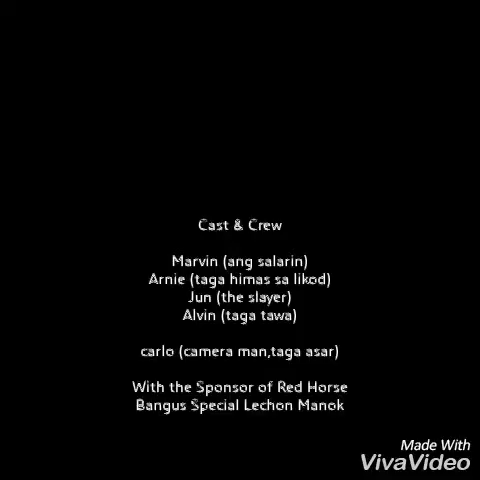 Cast & Crew
Marvin (ang salarin)
Arnie (taga himas sa likod)
Jun (the slayer)
Alvin (taga tawa)
carlo (camera man,taga asar)
With the Sponsor of Red Horse
Bangus Special Lechon Manok
Made With
VivaVideo